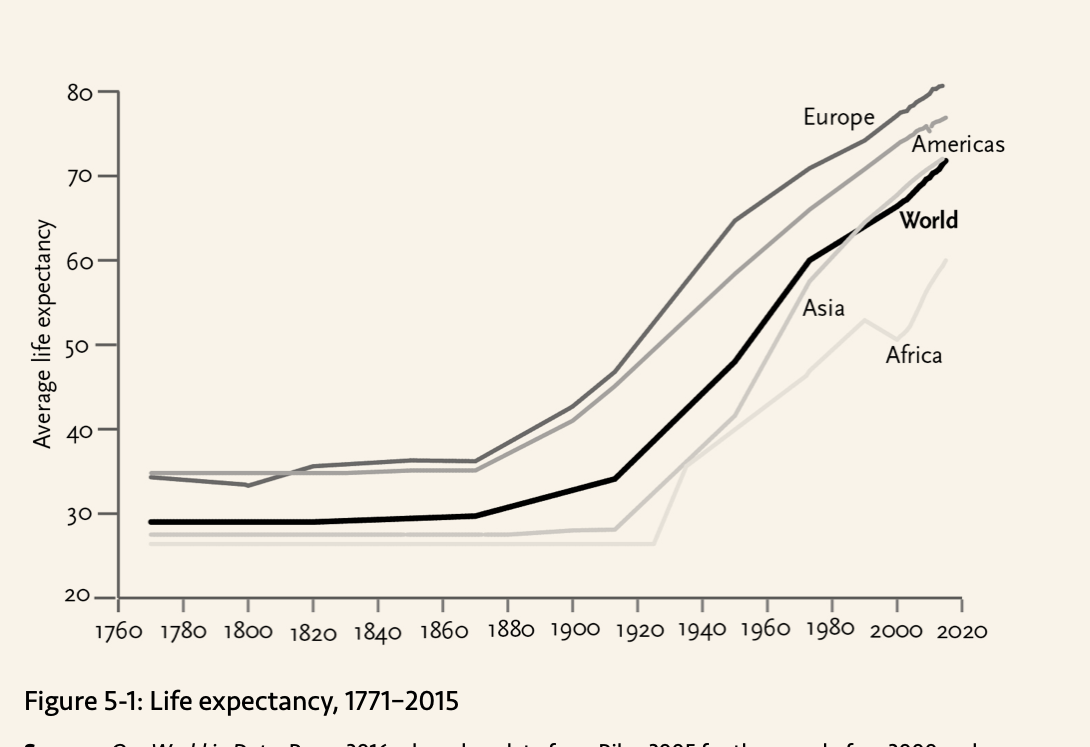 80
Europe
Americas
70
World
60
Asia
50
Africa
40
30
20
Average life expectancy
1760 1780 1800 1820 1840 1860 1880 1900 1920 1940 1960 1980 2000 2020
Figure 5-1: Life expectancy, 1771–2015